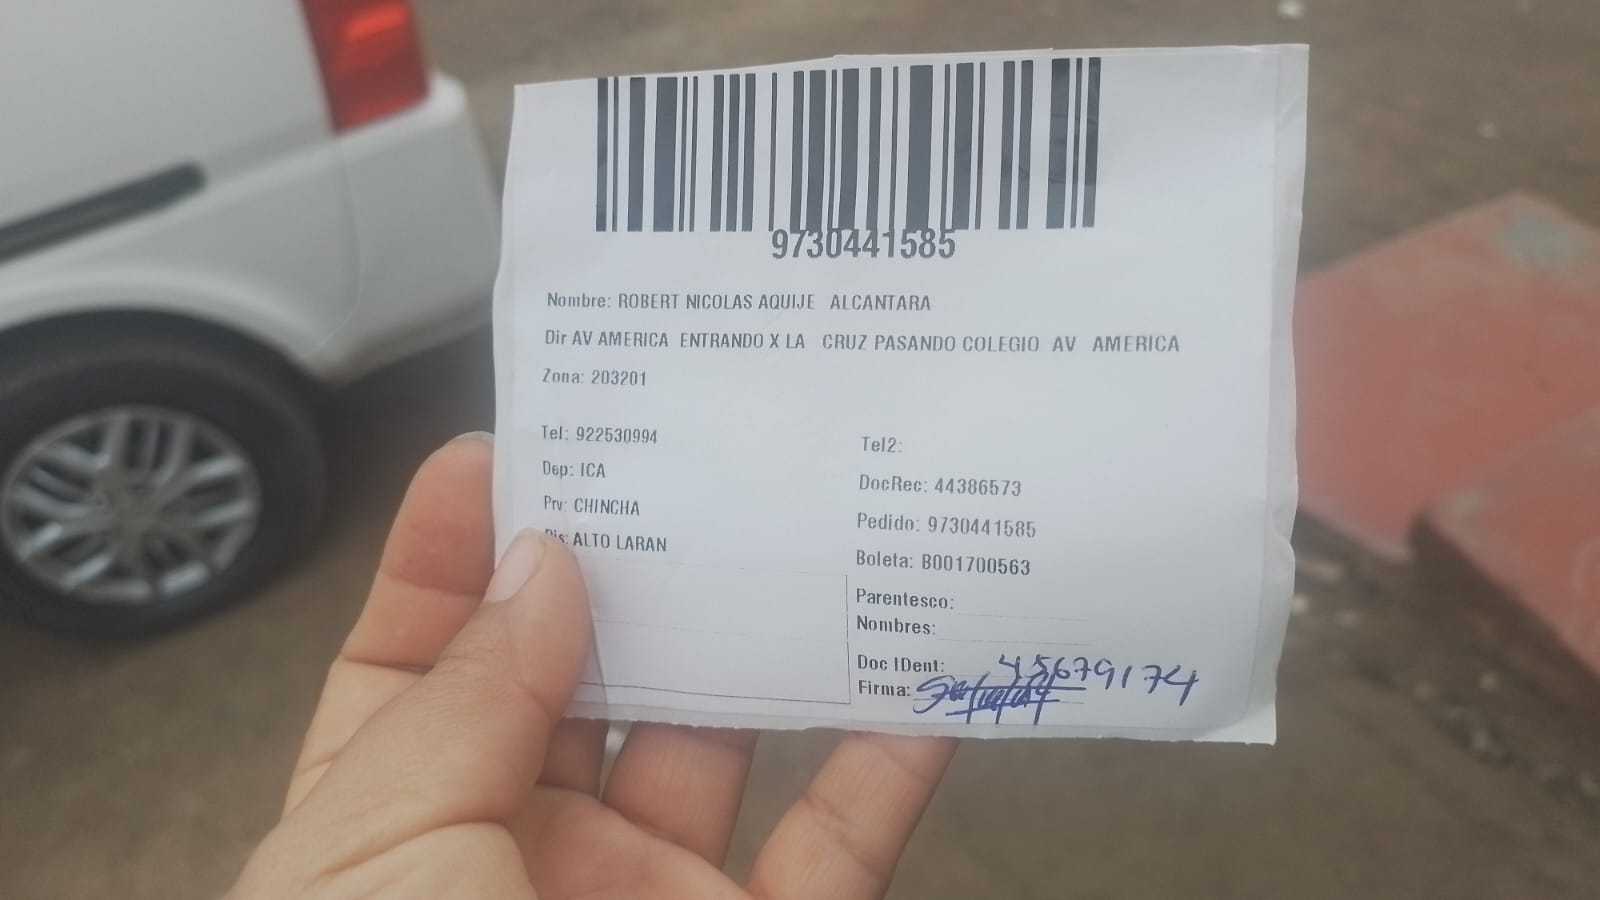 9730441585
Nombre: ROBERT NICOLAS AQUIJE ALCANTARA
Dir AV AMERICA ENTRANDO X LA CRUZ PASANDO COLEGIO AV AMERICA
Zona: 203201
Tel: 922530994
Dep: ICA
Prv: CHINCHA
Dis: ALTO LARAN
Tel2:
DocRec: 44386573
Pedido: 9730441585
Boleta: B001700563
Parentesco:
Nombres:
Doc IDent: 45679174
Firma: